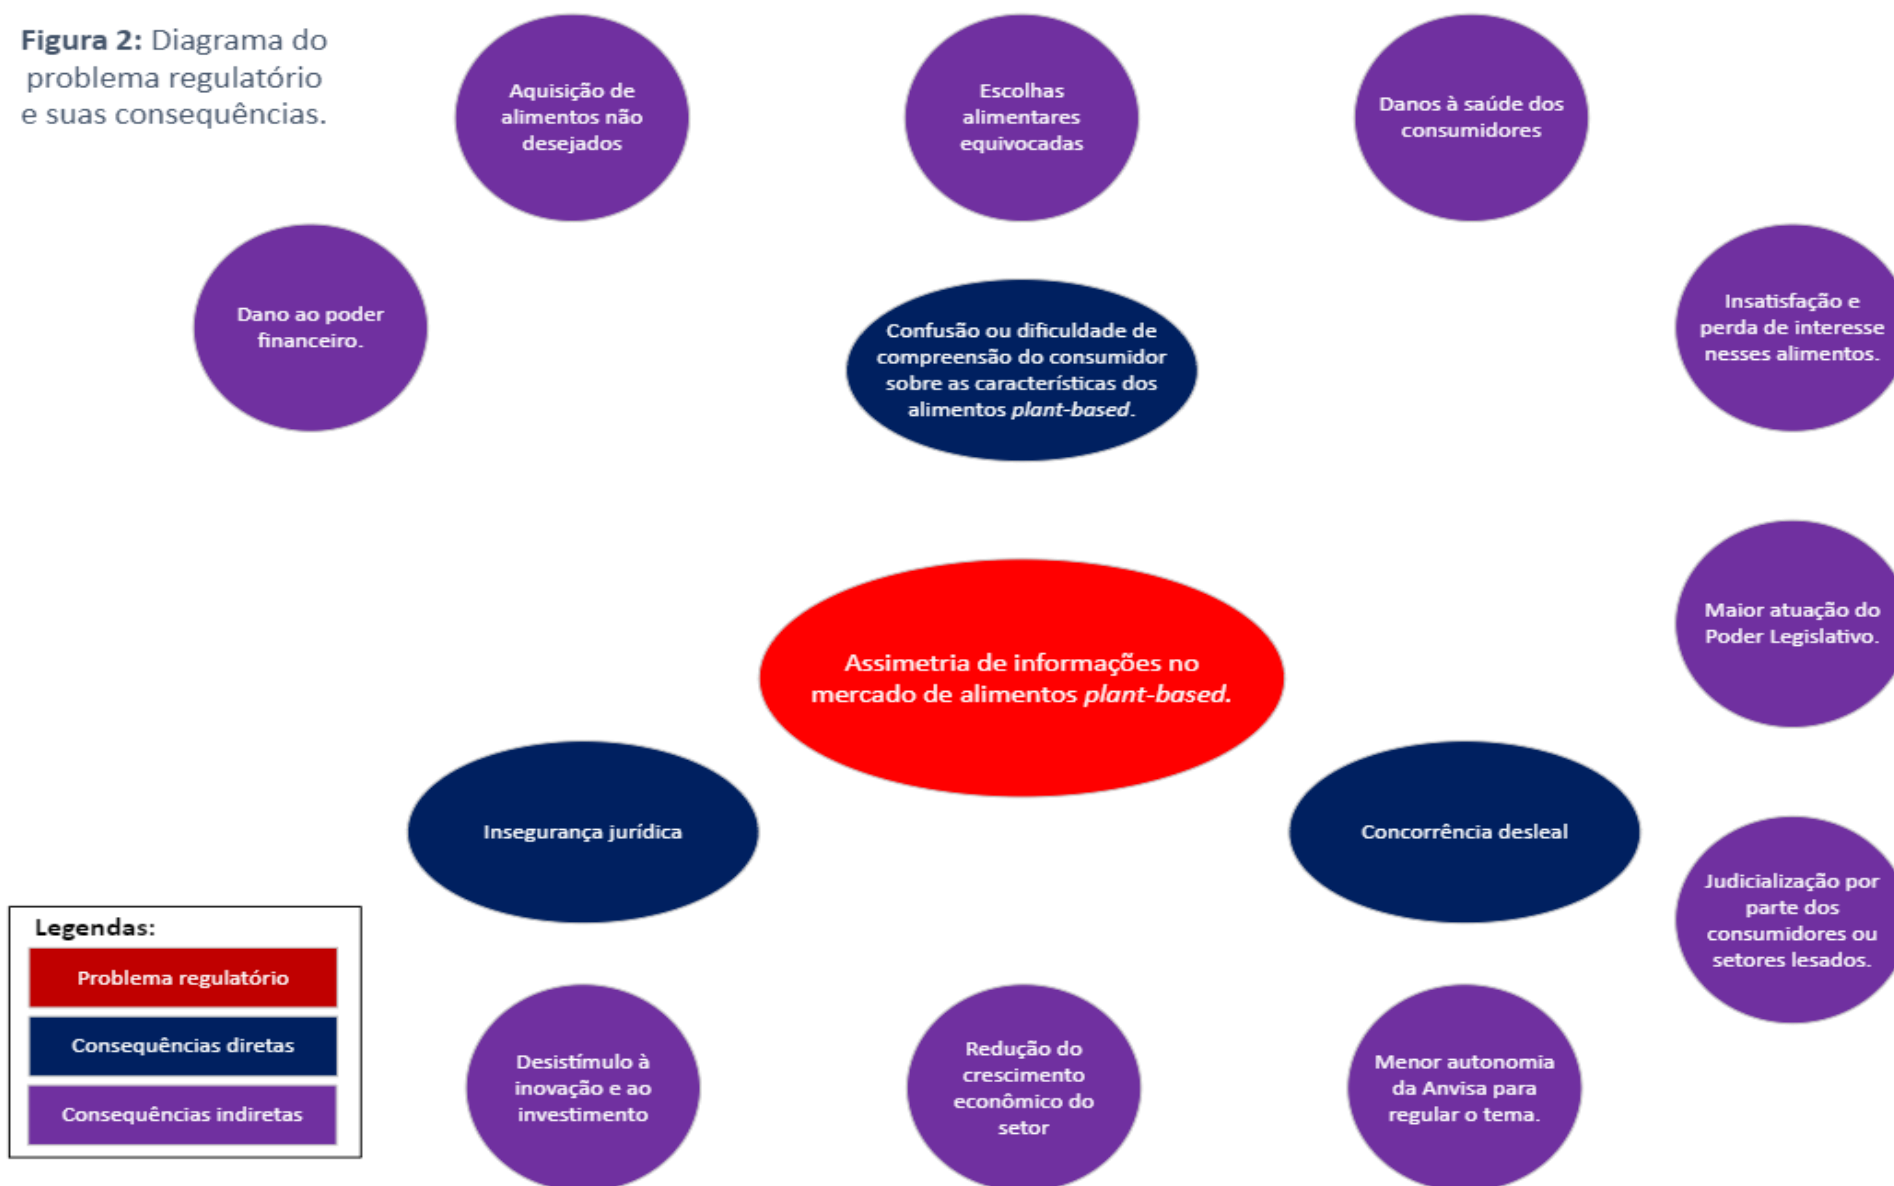 Figura 2: Diagrama do
problema regulatório
e suas consequências.
Aquisição de
alimentos não
desejados
Escolhas
alimentares
equivocadas
Danos à saúde dos
consumidores
Dano ao poder
financeiro.
Confusão ou dificuldade de
compreensão do consumidor
sobre as características dos
alimentos plant-based.
Insatisfação e
perda de interesse
nesses alimentos.
Assimetria de informações no
mercado de alimentos plant-based.
Maior atuação do
Poder Legislativo.
Insegurança jurídica
Concorrência desleal
Judicialização por
parte dos
consumidores ou
setores lesados.
Legendas:
Problema regulatório
Consequências diretas
Consequências indiretas
Desistímulo à
inovação e ao
investimento
Redução do
crescimento
econômico do
setor
Menor autonomia
da Anvisa para
regular o tema.